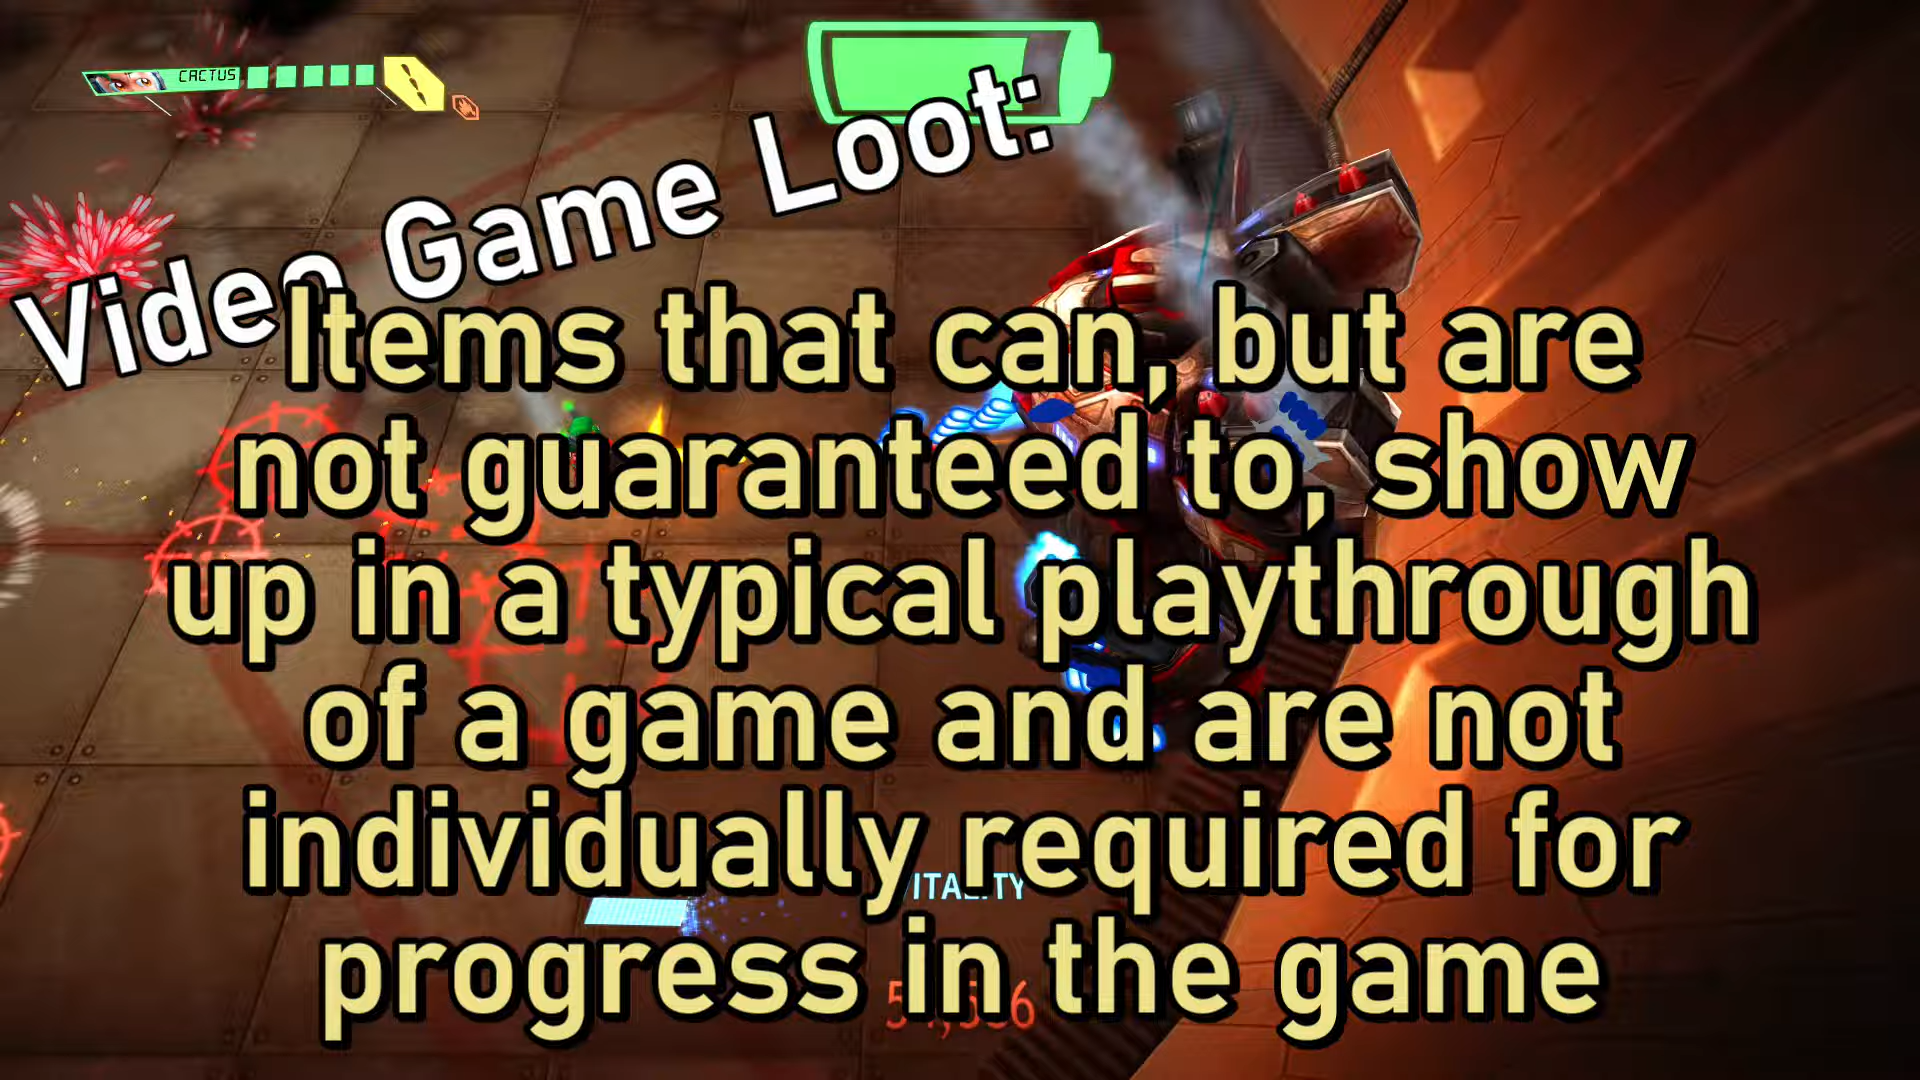 CACTUS
Video Game Loot:
Items that can, but are
not guaranteed to, show
up in a typical playthrough
of a game and are not
individually required for
progress in the game